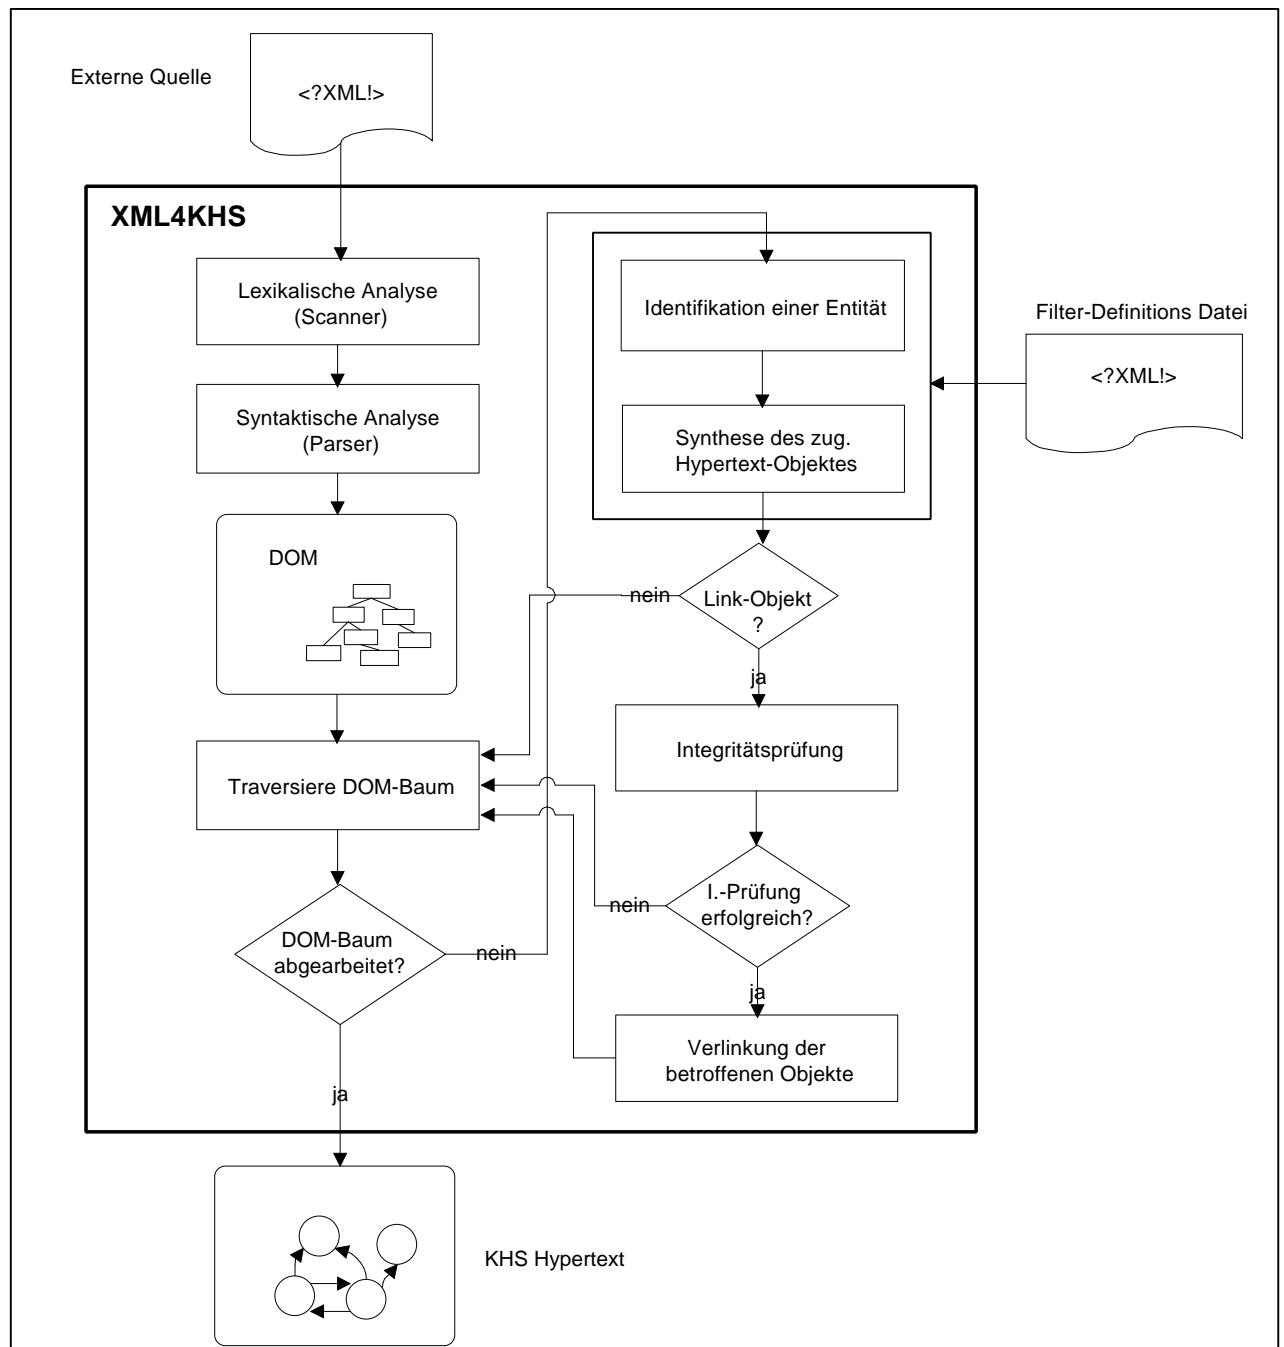 Externe Quelle
<?XML!>
XML4KHS
Lexikalische Analyse
(Scanner)
Identifikation einer Entität
Filter-Definitions Datei
<?XML!>
Syntaktische Analyse
(Parser)
Synthese des zug.
Hypertext-Objektes
DOM
nein
Link-Objekt
?
ja
Integritätsprüfung
Traversiere DOM-Baum
I.-Prüfung
erfolgreich?
nein
DOM-Baum
abgearbeitet?
nein
ja
Verlinkung der
betroffenen Objekte
ja
KHS Hypertext